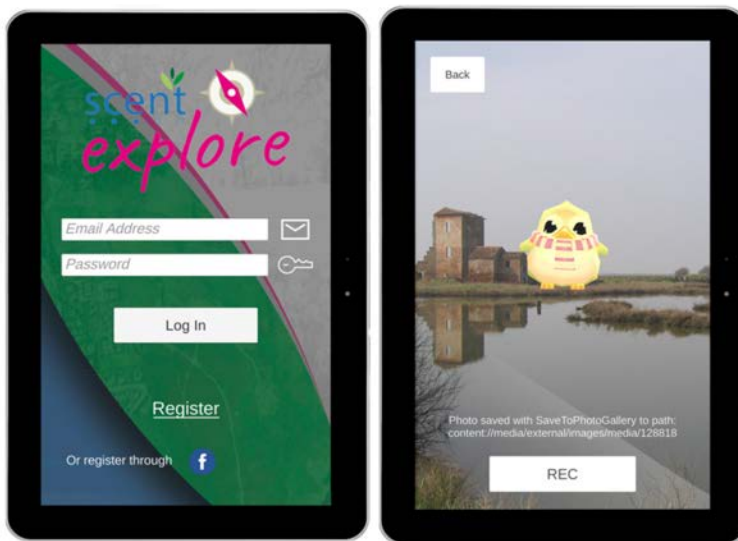 scent
explore
Email Address
Password
Log In
Register
Or register through f
Back
Photo saved with SaveToPhotoGallery to path:
content://media/external/images/media/128818
REC